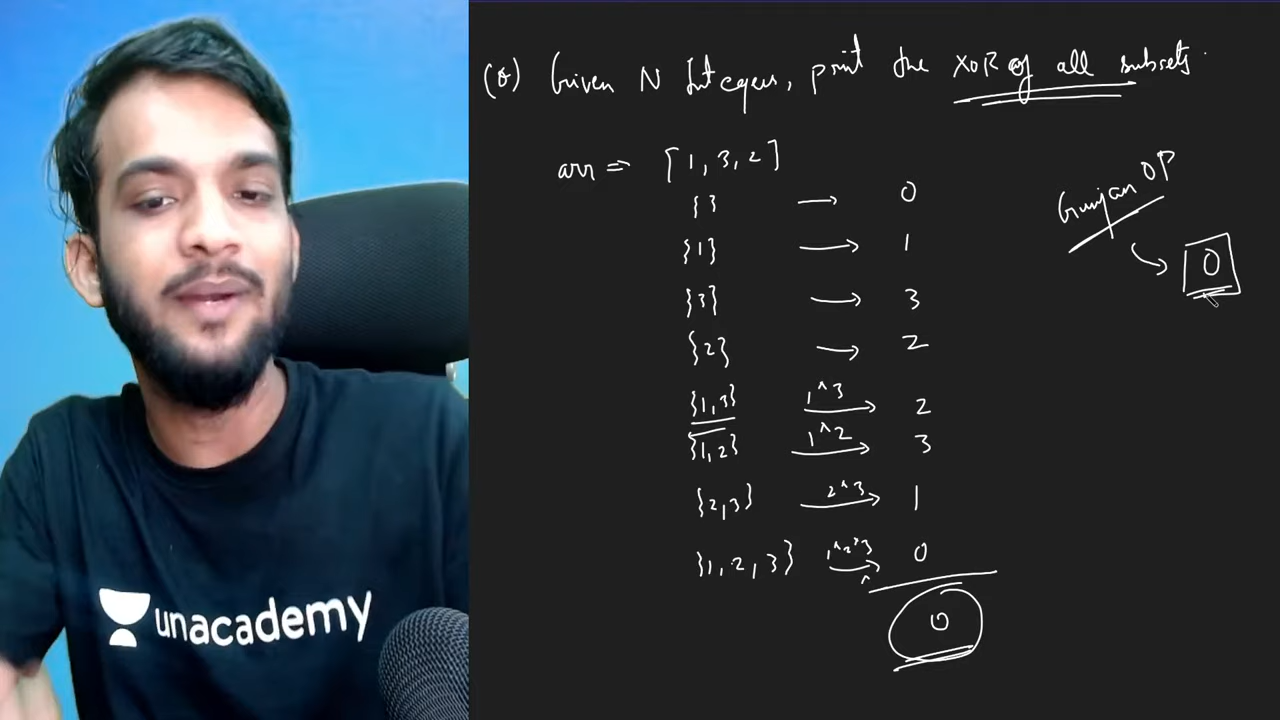 (Q) Given N Integers, print the XOR of all subsets.
arr => [1, 3, 2]
{} → 0
{1} → 1
{3} → 3
{2} → 2
{1,3} 1^3 → 2
{1,2} 1^2 → 3
{2,3} 2^3 → 1
{1, 2, 3} 1^2^3 → 0
^
0
Gunjan OP
0
unacademy